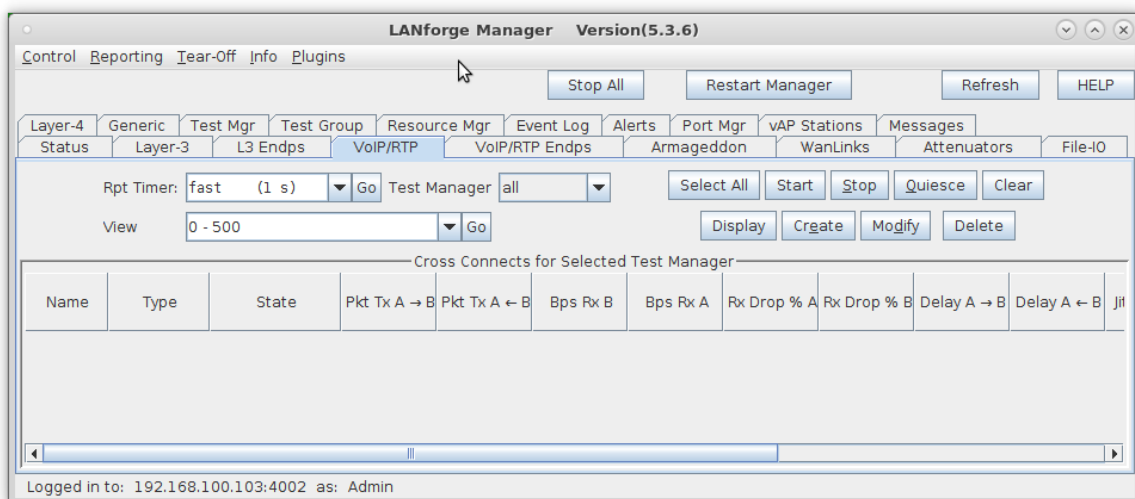 LANforge Manager Version(5.3.6)
Control Reporting Tear-Off Info Plugins
Stop All Restart Manager Refresh HELP
Layer-4 Generic Test Mgr Test Group Resource Mgr Event Log Alerts Port Mgr vAP Stations Messages
Status Layer-3 L3 Endps VoIP/RTP VoIP/RTP Endps Armageddon WanLinks Attenuators File-IO
Rpt Timer: fast (1 s) Go Test Manager all Select All Start Stop Quiesce Clear
View 0 - 500 Go Display Create Modify Delete
Cross Connects for Selected Test Manager
Name Type State Pkt Tx A → B Pkt Tx A ← B Bps Rx B Bps Rx A Rx Drop % A Rx Drop % B Delay A → B Delay A ← B
Logged in to: 192.168.100.103:4002 as: Admin